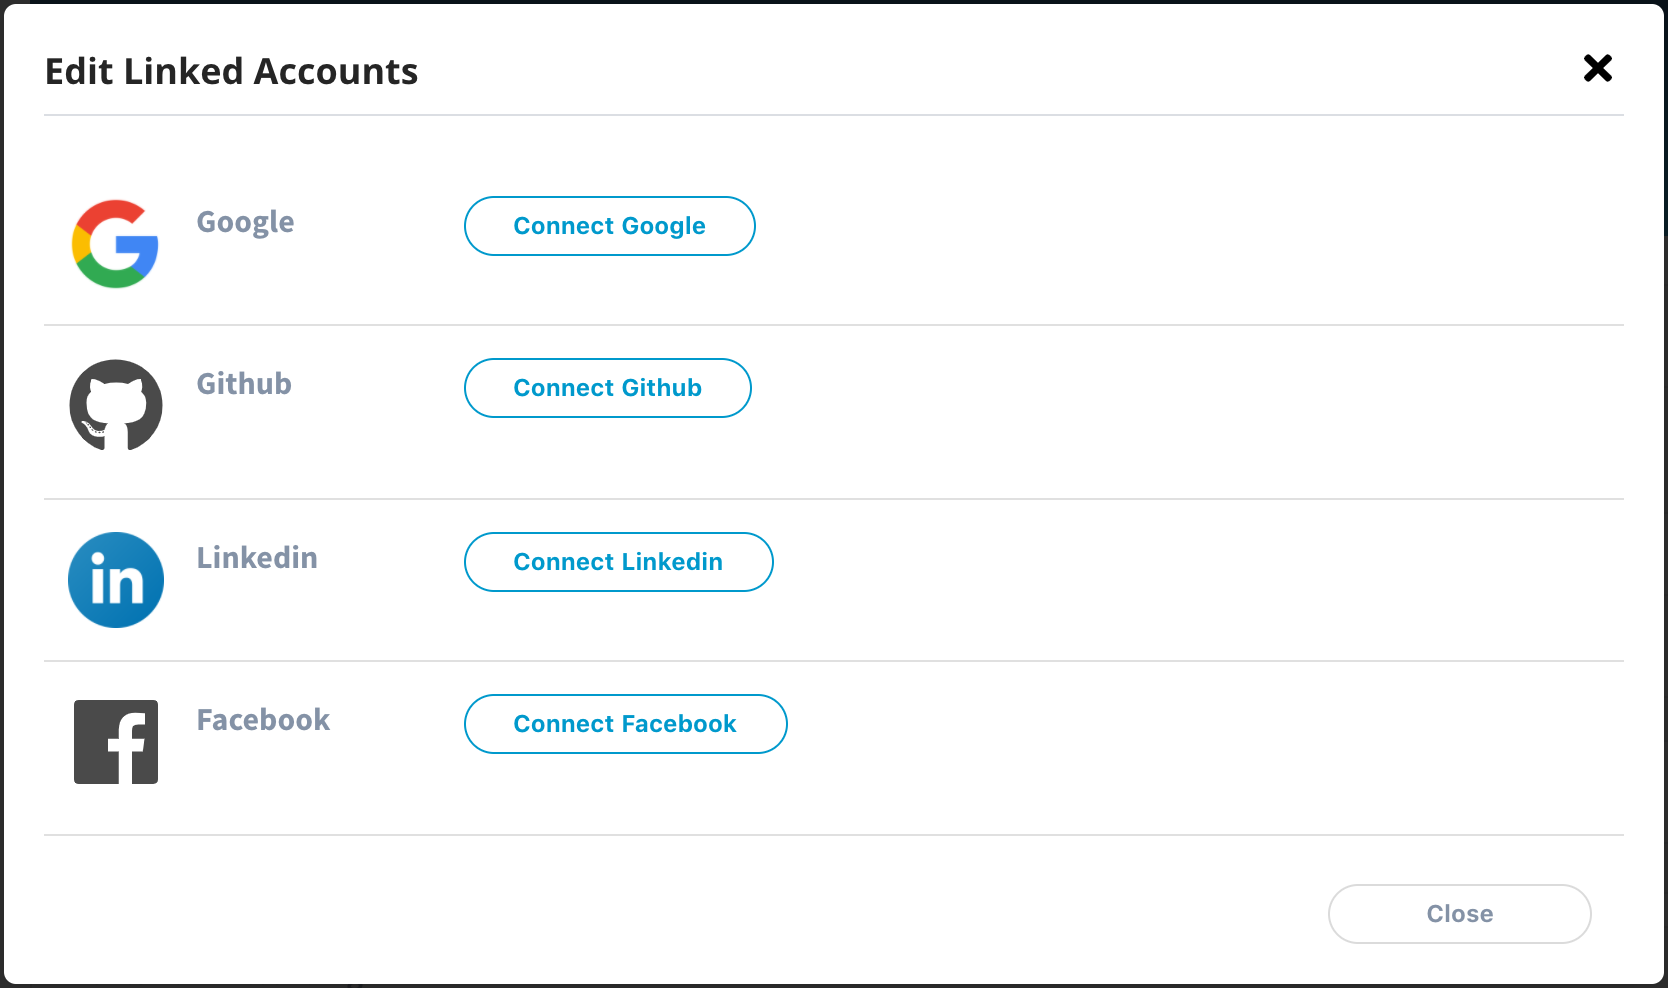 Edit Linked Accounts
Google
Connect Google
Github
Connect Github
in
Linkedin
Connect Linkedin
f
Facebook
Connect Facebook
Close